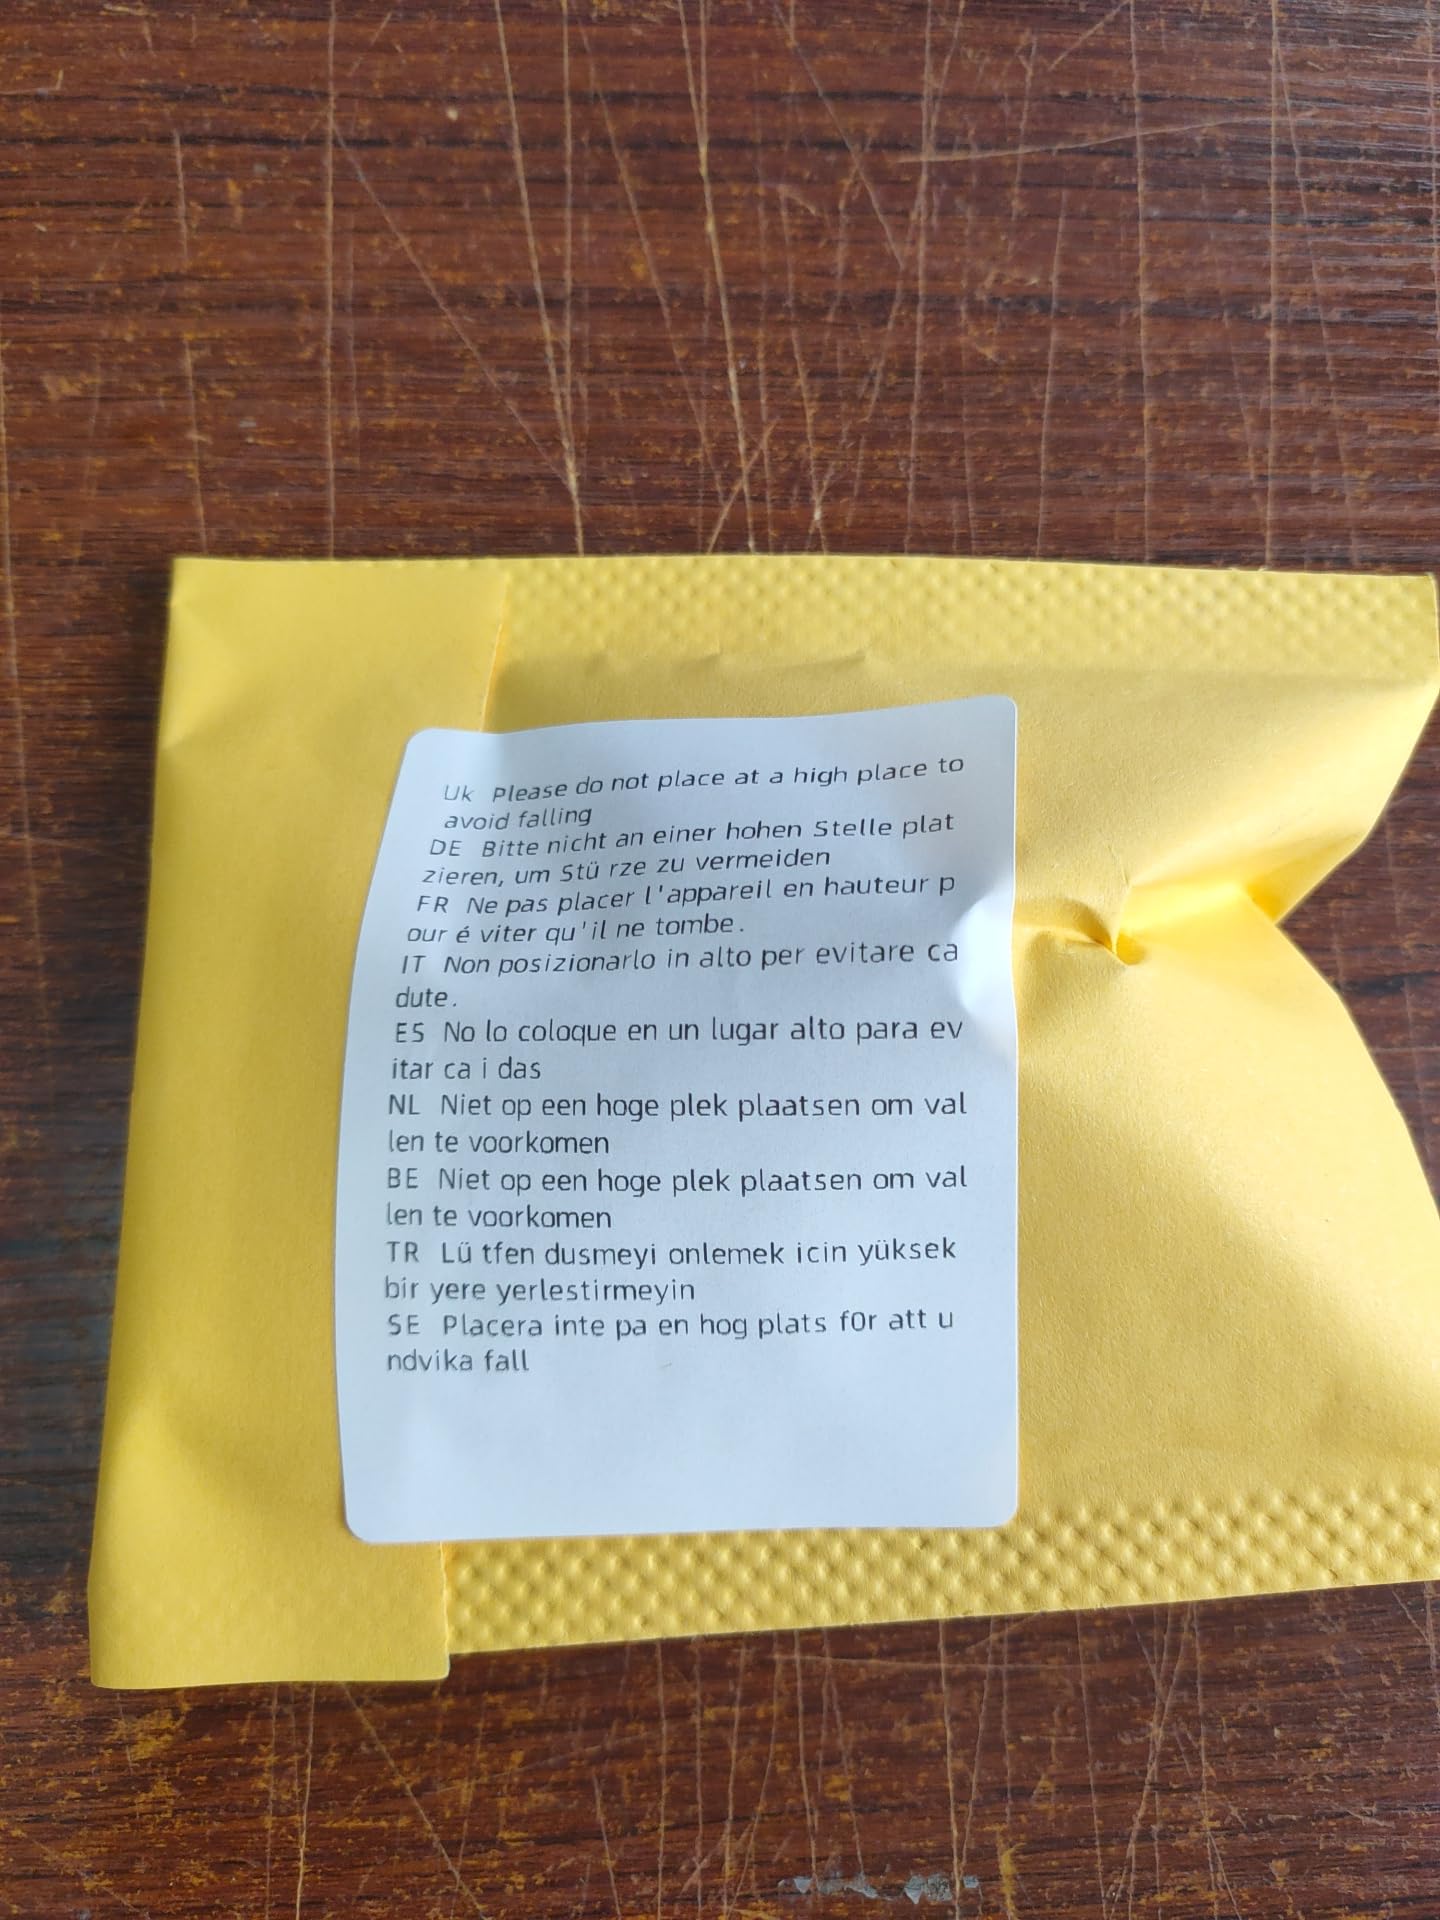 Uk Please do not place at a high place to
avoid falling
DE Bitte nicht an einer hohen Stelle plat
zieren, um Stü rze zu vermeiden
FR Ne pas placer l'appareil en hauteur p
our é viter qu'il ne tombe.
IT Non posizionarlo in alto per evitare ca
dute.
ES No lo coloque en un lugar alto para ev
itar ca i das
NL Niet op een hoge plek plaatsen om val
len te voorkomen
BE Niet op een hoge plek plaatsen om val
len te voorkomen
TR Lü tfen dusmeyi onlemek icin yüksek
bir yere yerlestirmeyin
SE Placera inte pa en hog plats f0r att u
ndvika fall